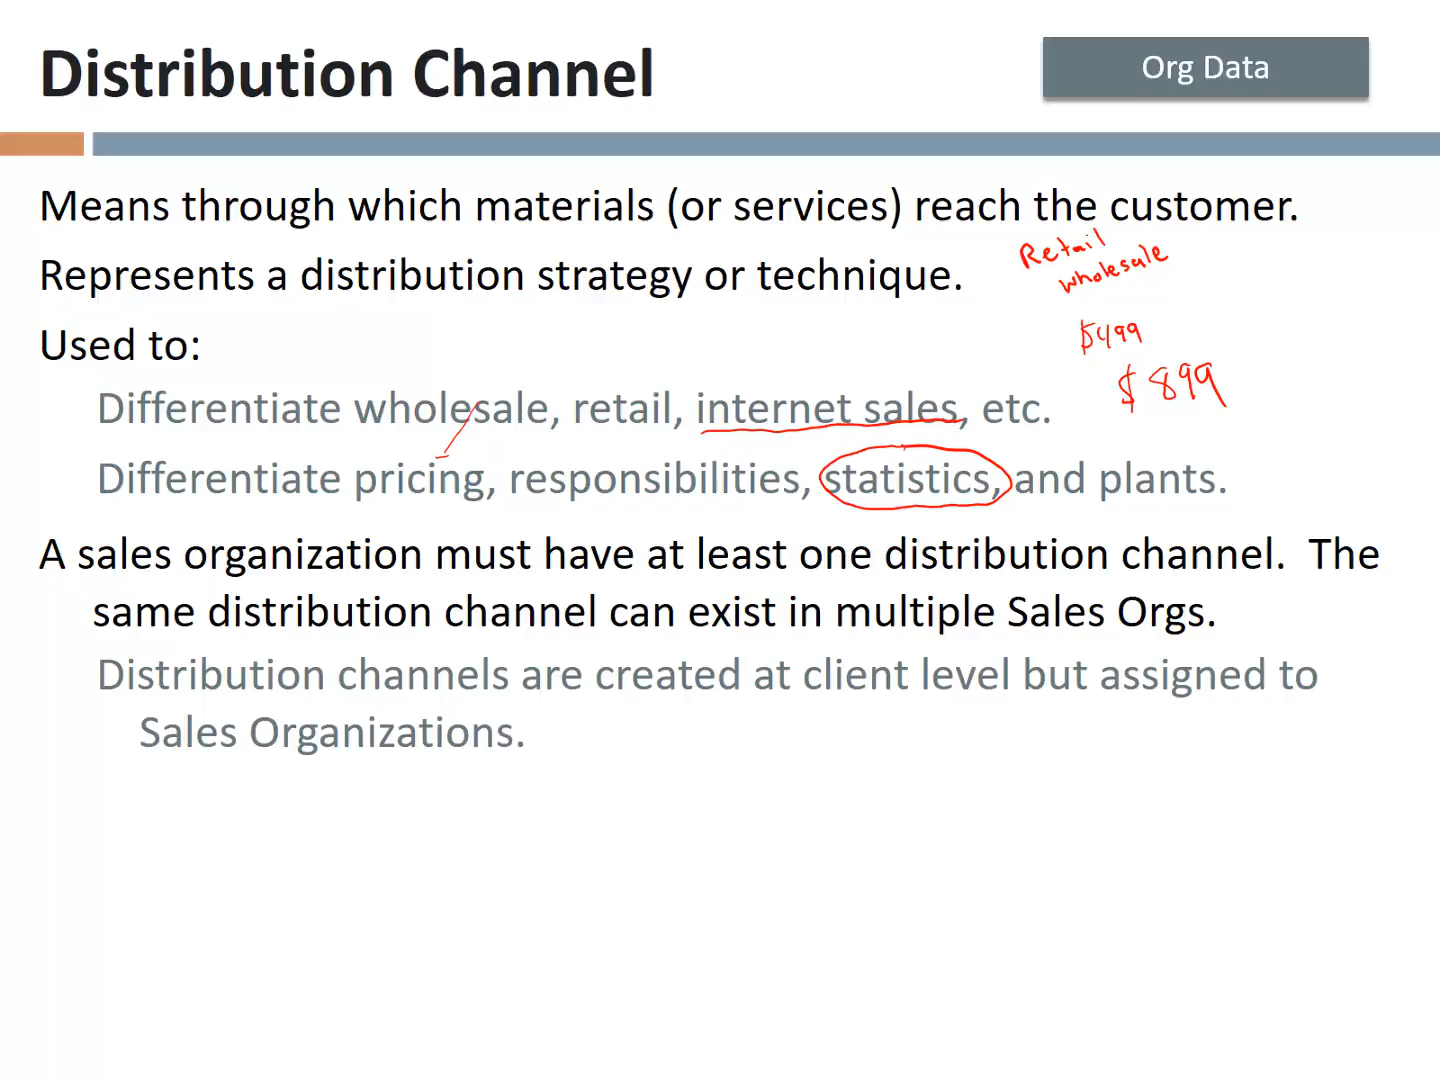 Distribution Channel
Org Data
Means through which materials (or services) reach the customer.
Retail
Represents a distribution strategy or technique.
wholesale
Used to:
$499
$899
Differentiate wholesale, retail, internet sales, etc.
Differentiate pricing, responsibilities, statistics, and plants.
A sales organization must have at least one distribution channel. The
same distribution channel can exist in multiple Sales Orgs.
Distribution channels are created at client level but assigned to
Sales Organizations.